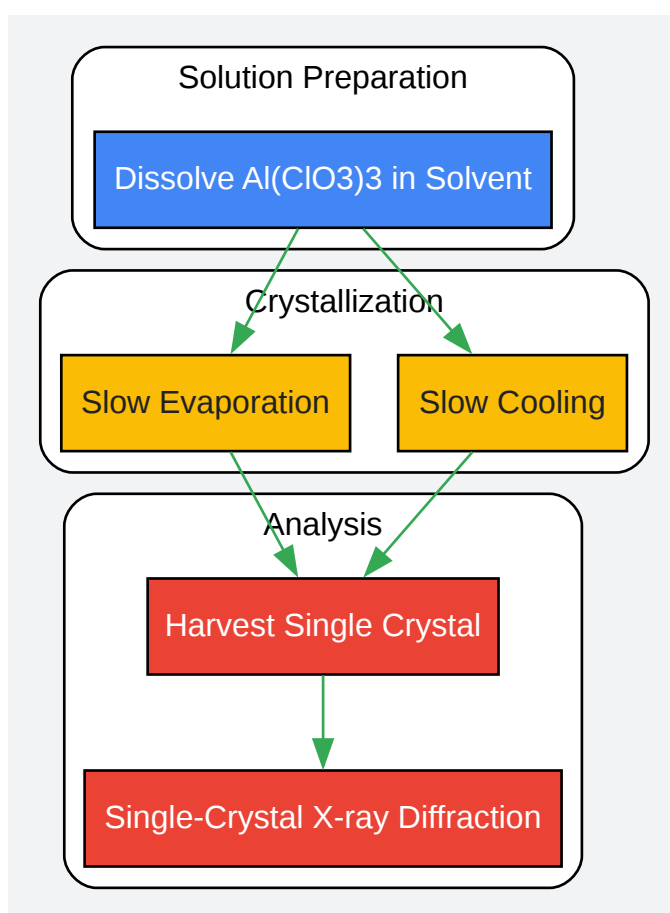 Solution Preparation
Dissolve Al(ClO3)3 in Solvent
Crystallization
Slow Evaporation
Slow Cooling
Analysis
Harvest Single Crystal
Single-Crystal X-ray Diffraction